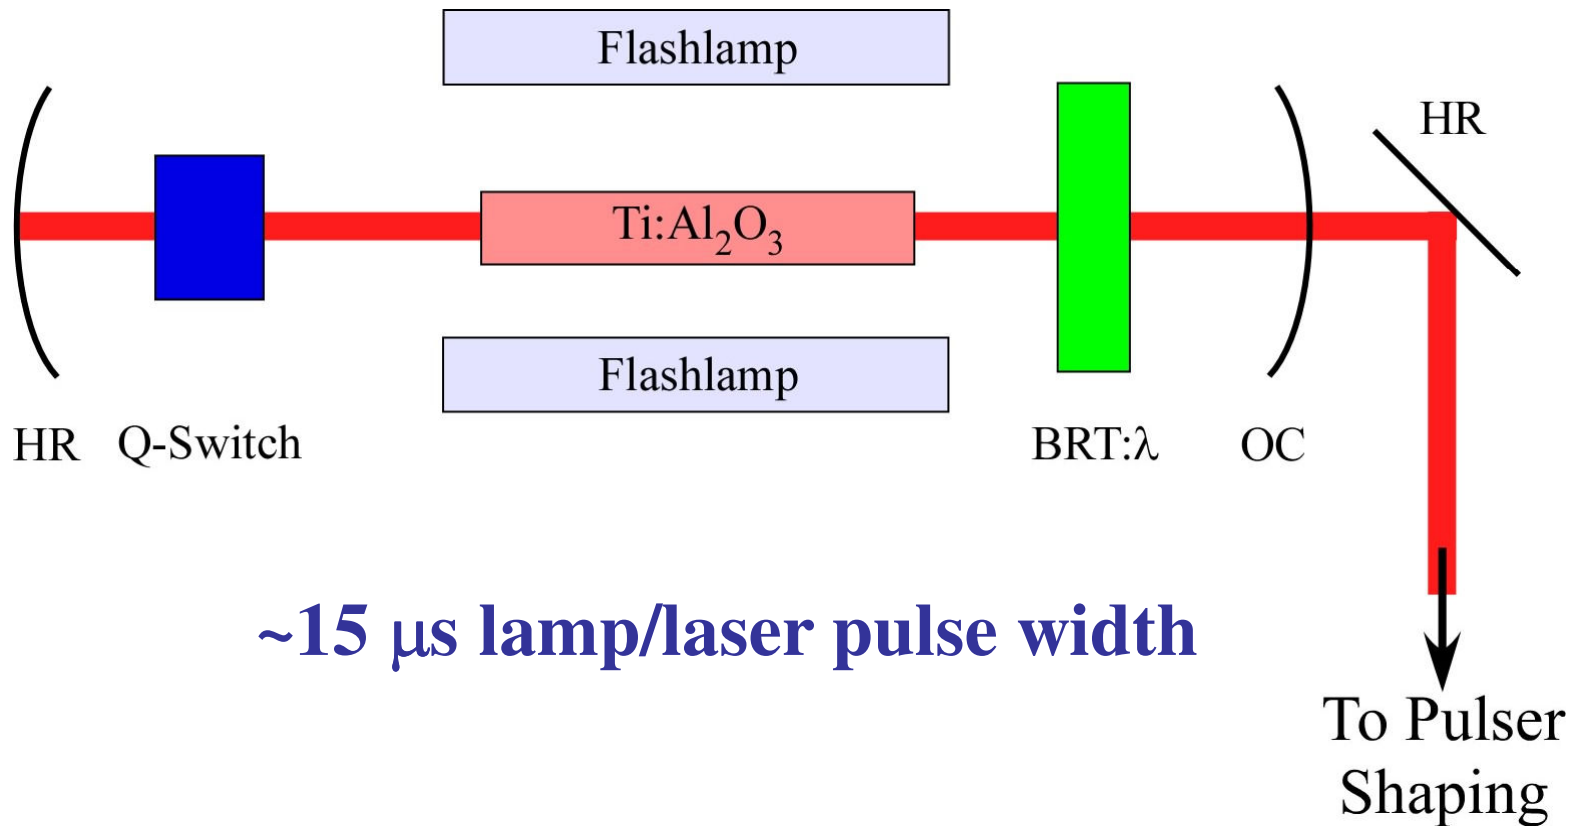 Flashlamp
HR
Ti:Al₂O₃
Flashlamp
HR Q-Switch BRT:λ OC
~15 μs lamp/laser pulse width
To Pulser
Shaping